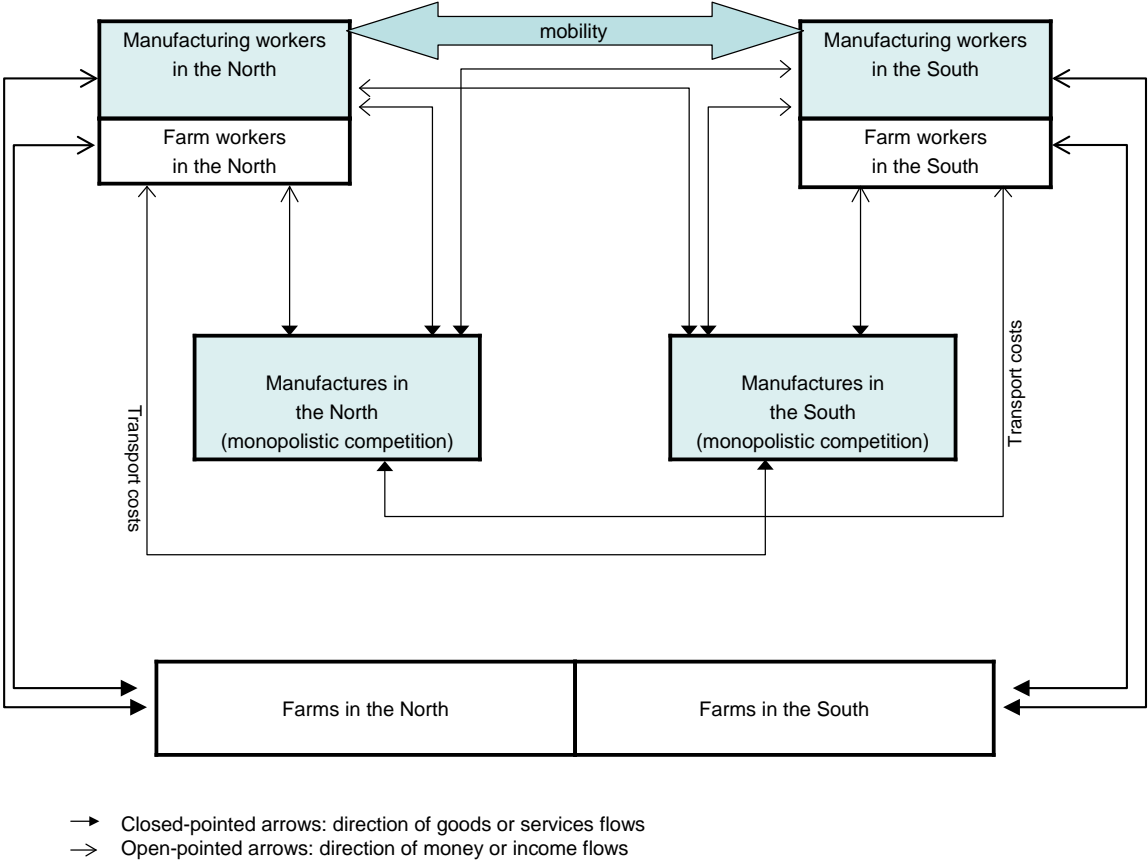 mobility
Manufacturing workers
in the North
Farm workers
in the North
Manufacturing workers
in the South
Farm workers
in the South
Transport costs
Manufactures in
the North
(monopolistic competition)
Manufactures in
the South
(monopolistic competition)
Transport costs
Farms in the North
Farms in the South
Closed-pointed arrows: direction of goods or services flows
Open-pointed arrows: direction of money or income flows